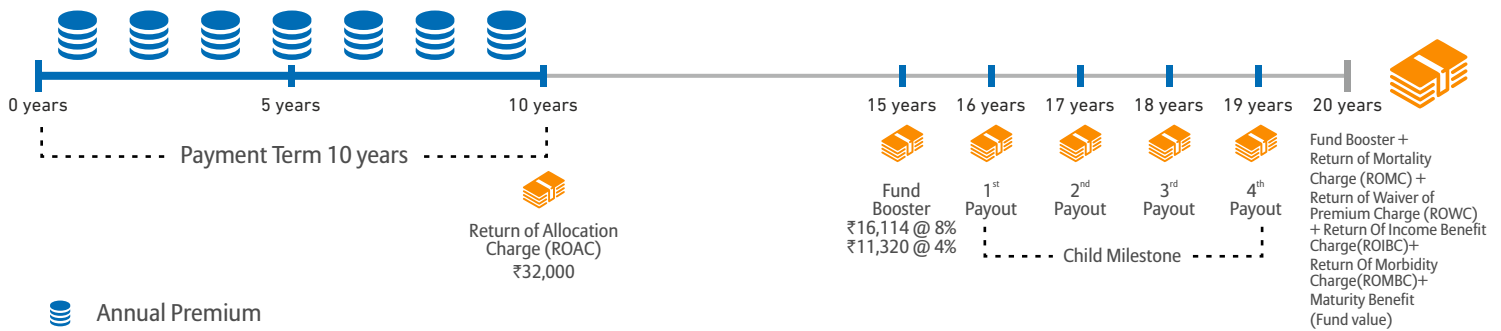 0 years
5 years
10 years
15 years
16 years
17 years
18 years
19 years
20 years
Payment Term 10 years
Return of Allocation
Charge (ROAC)
₹32,000
Fund
Booster
₹16,114 @ 8%
₹11,320 @ 4%
1st
Payout
2nd
Payout
3rd
Payout
4th
Payout
Child Milestone
Fund Booster +
Return of Mortality
Charge (ROMC) +
Return of Waiver of
Premium Charge (ROWC)
+ Return Of Income Benefit
Charge(ROIBC)+
Return Of Morbidity
Charge(ROMBC)+
Maturity Benefit
(Fund value)
Annual Premium